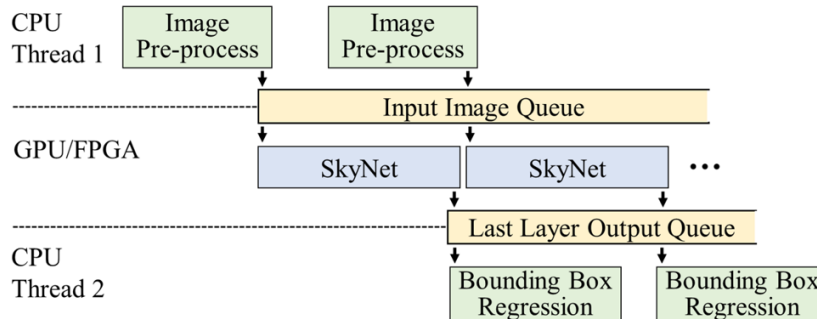 CPU
Thread 1
Image
Pre-process
Image
Pre-process
Input Image Queue
GPU/FPGA
SkyNet
SkyNet
...
Last Layer Output Queue
CPU
Thread 2
Bounding Box
Regression
Bounding Box
Regression